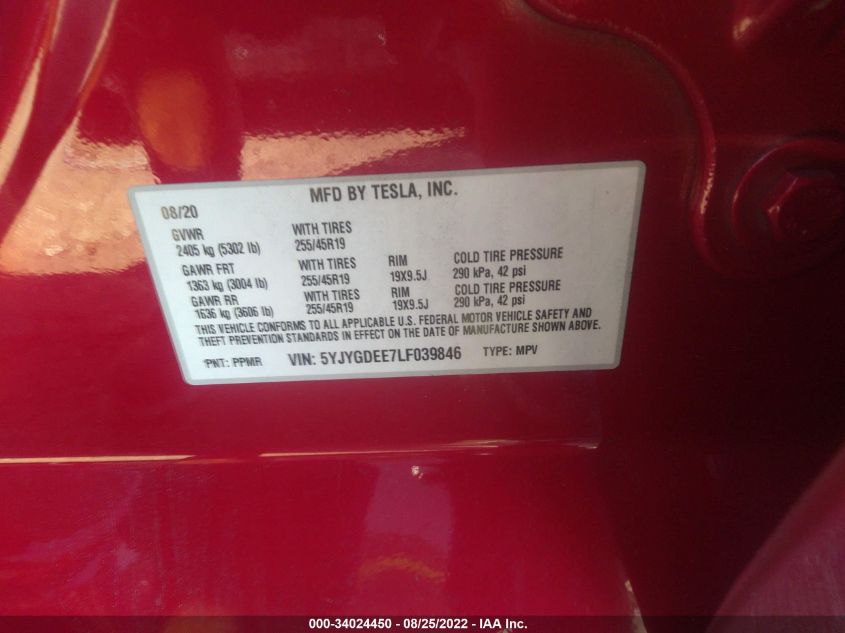 MFD BY TESLA, INC.
08/20
GVWR WITH TIRES
2405 kg (5302 lb) 255/45R19
GAWR FRT WITH TIRES RIM COLD TIRE PRESSURE
1363 kg (3004 lb) 255/45R19 19X9.5J 290 kPa, 42 psi
GAWR RR WITH TIRES RIM COLD TIRE PRESSURE
1636 kg (3606 lb) 255/45R19 19X9.5J 290 kPa, 42 psi
THIS VEHICLE CONFORMS TO ALL APPLICABLE U.S. FEDERAL MOTOR VEHICLE SAFETY AND
THEFT PREVENTION STANDARDS IN EFFECT ON THE DATE OF MANUFACTURE SHOWN ABOVE.
PNT: PPMR VIN: 5YJYGDEE7LF039846 TYPE: MPV
000-34024450 - 08/25/2022 - IAA Inc.